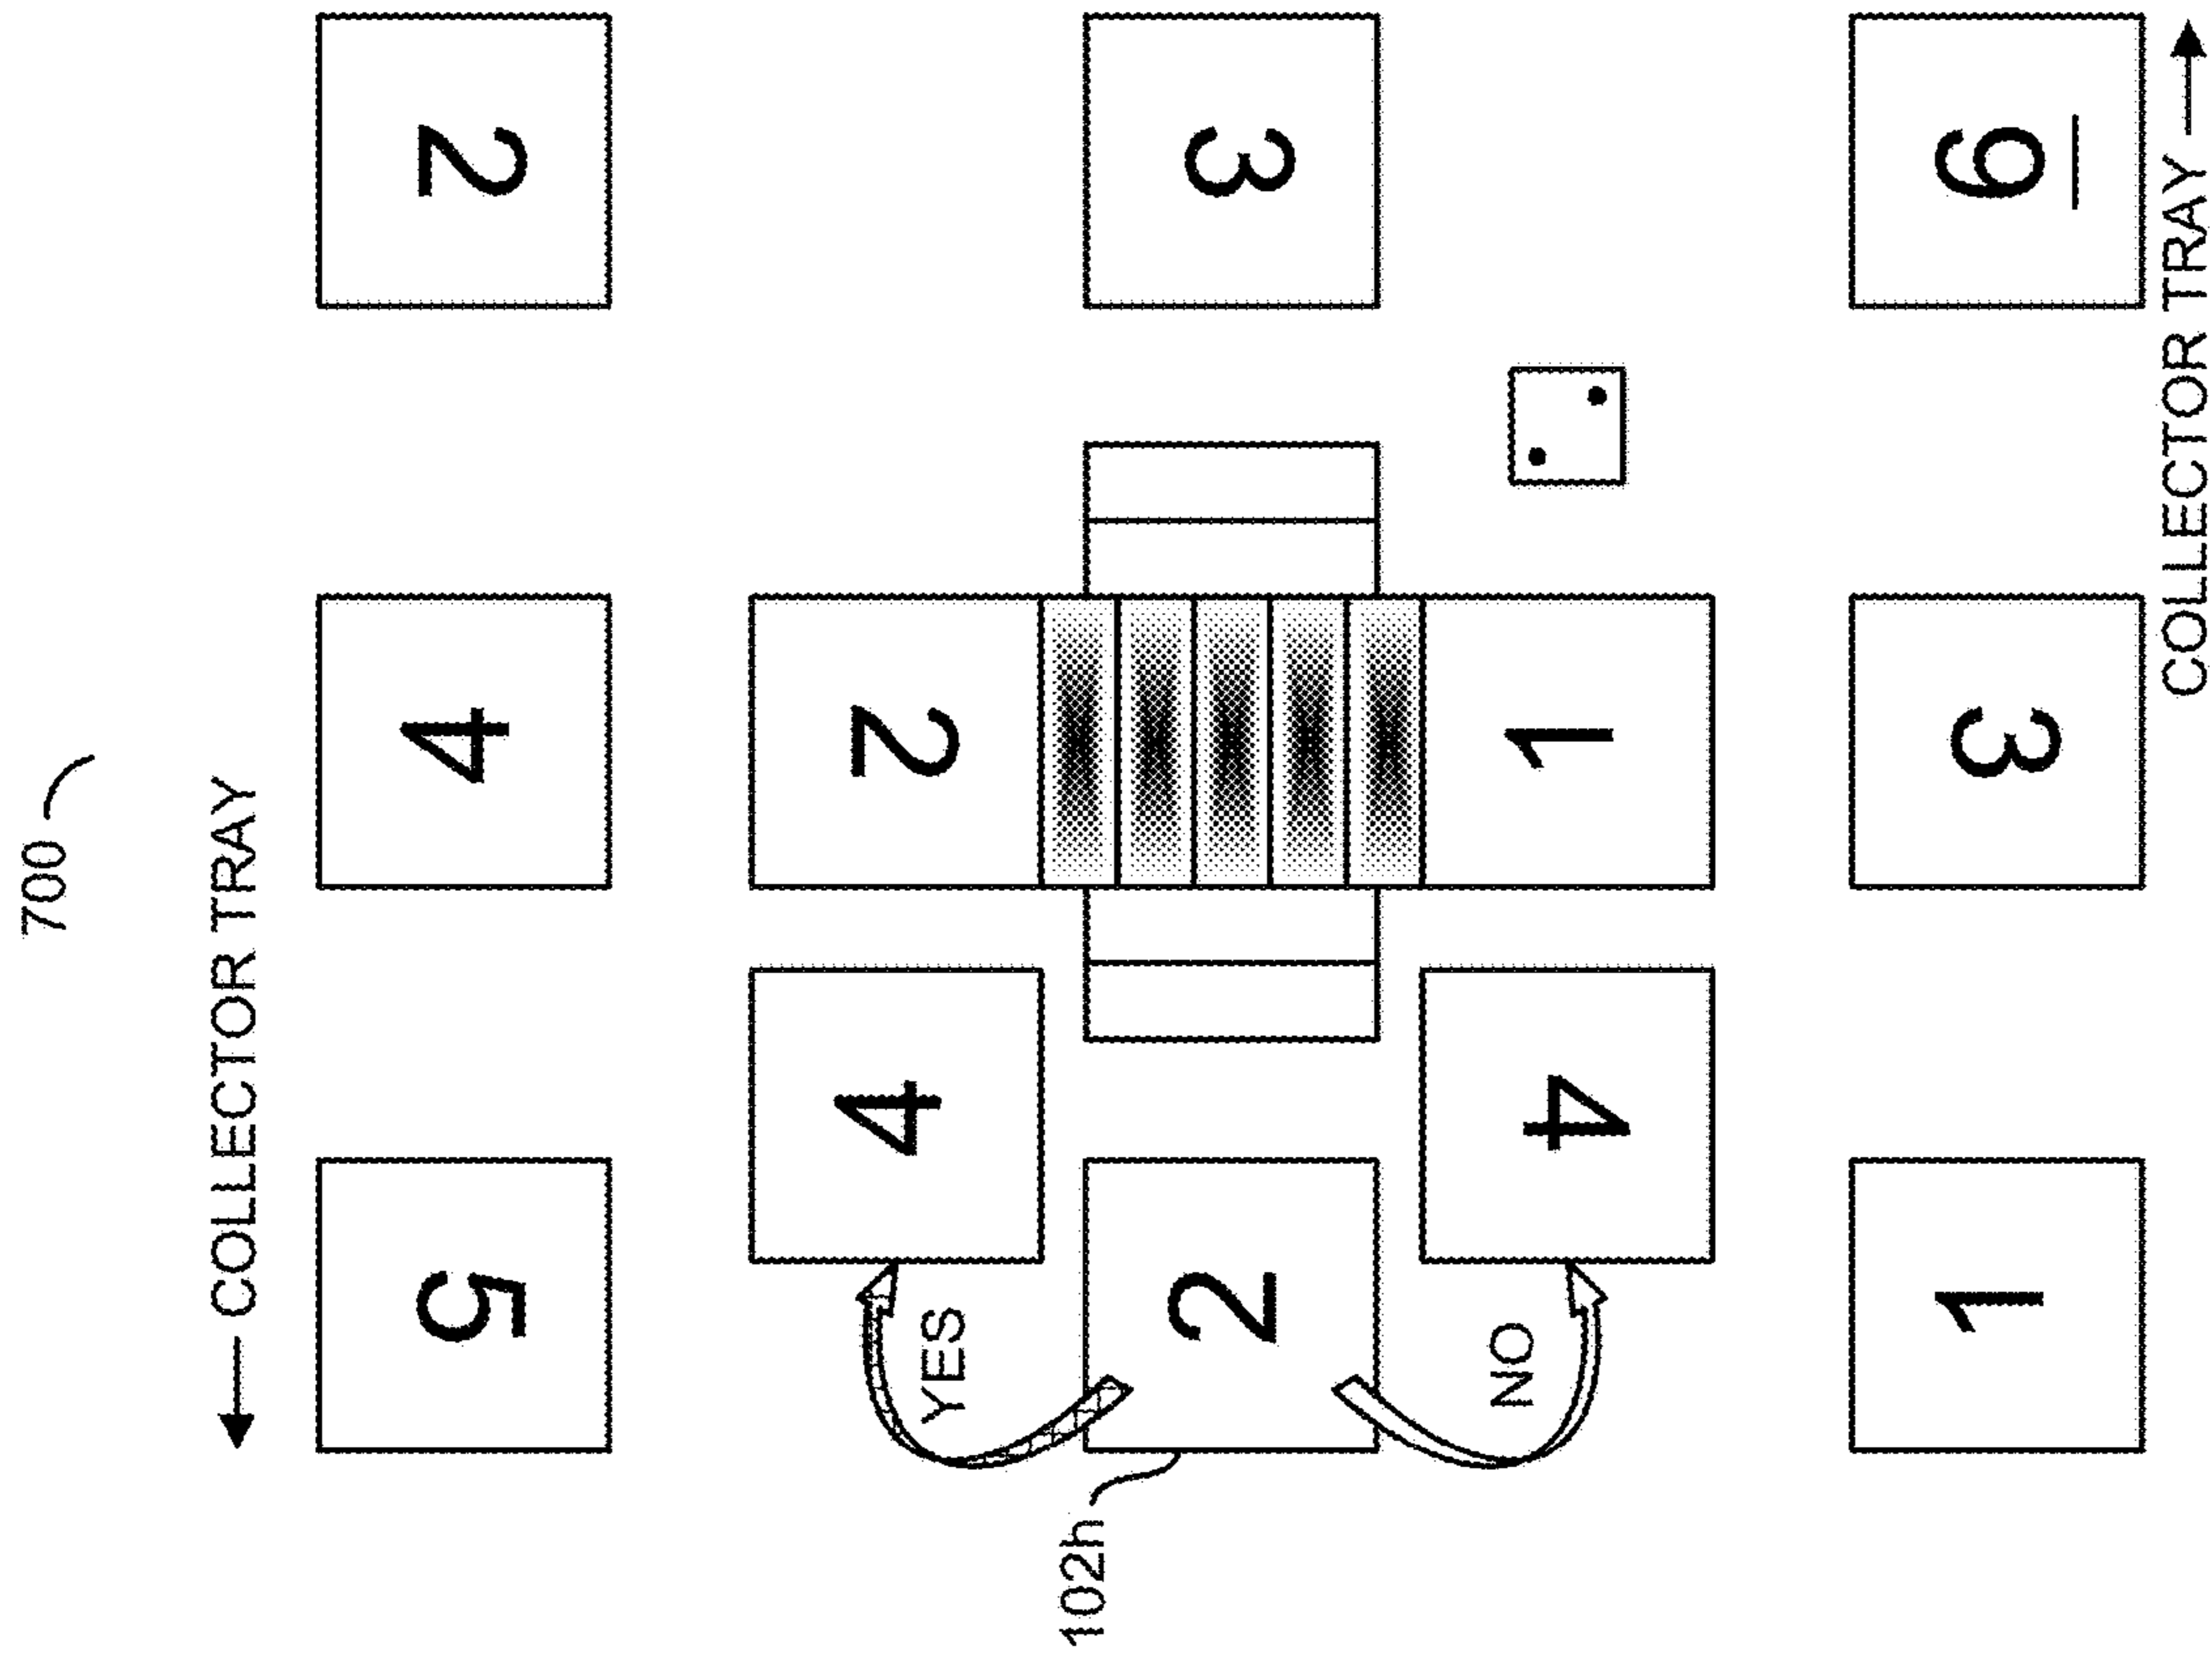 700
COLLECTOR TRAY
5 4 2
4 2
YES
102h 2 3
NO
4 1
1 3 6
COLLECTOR TRAY